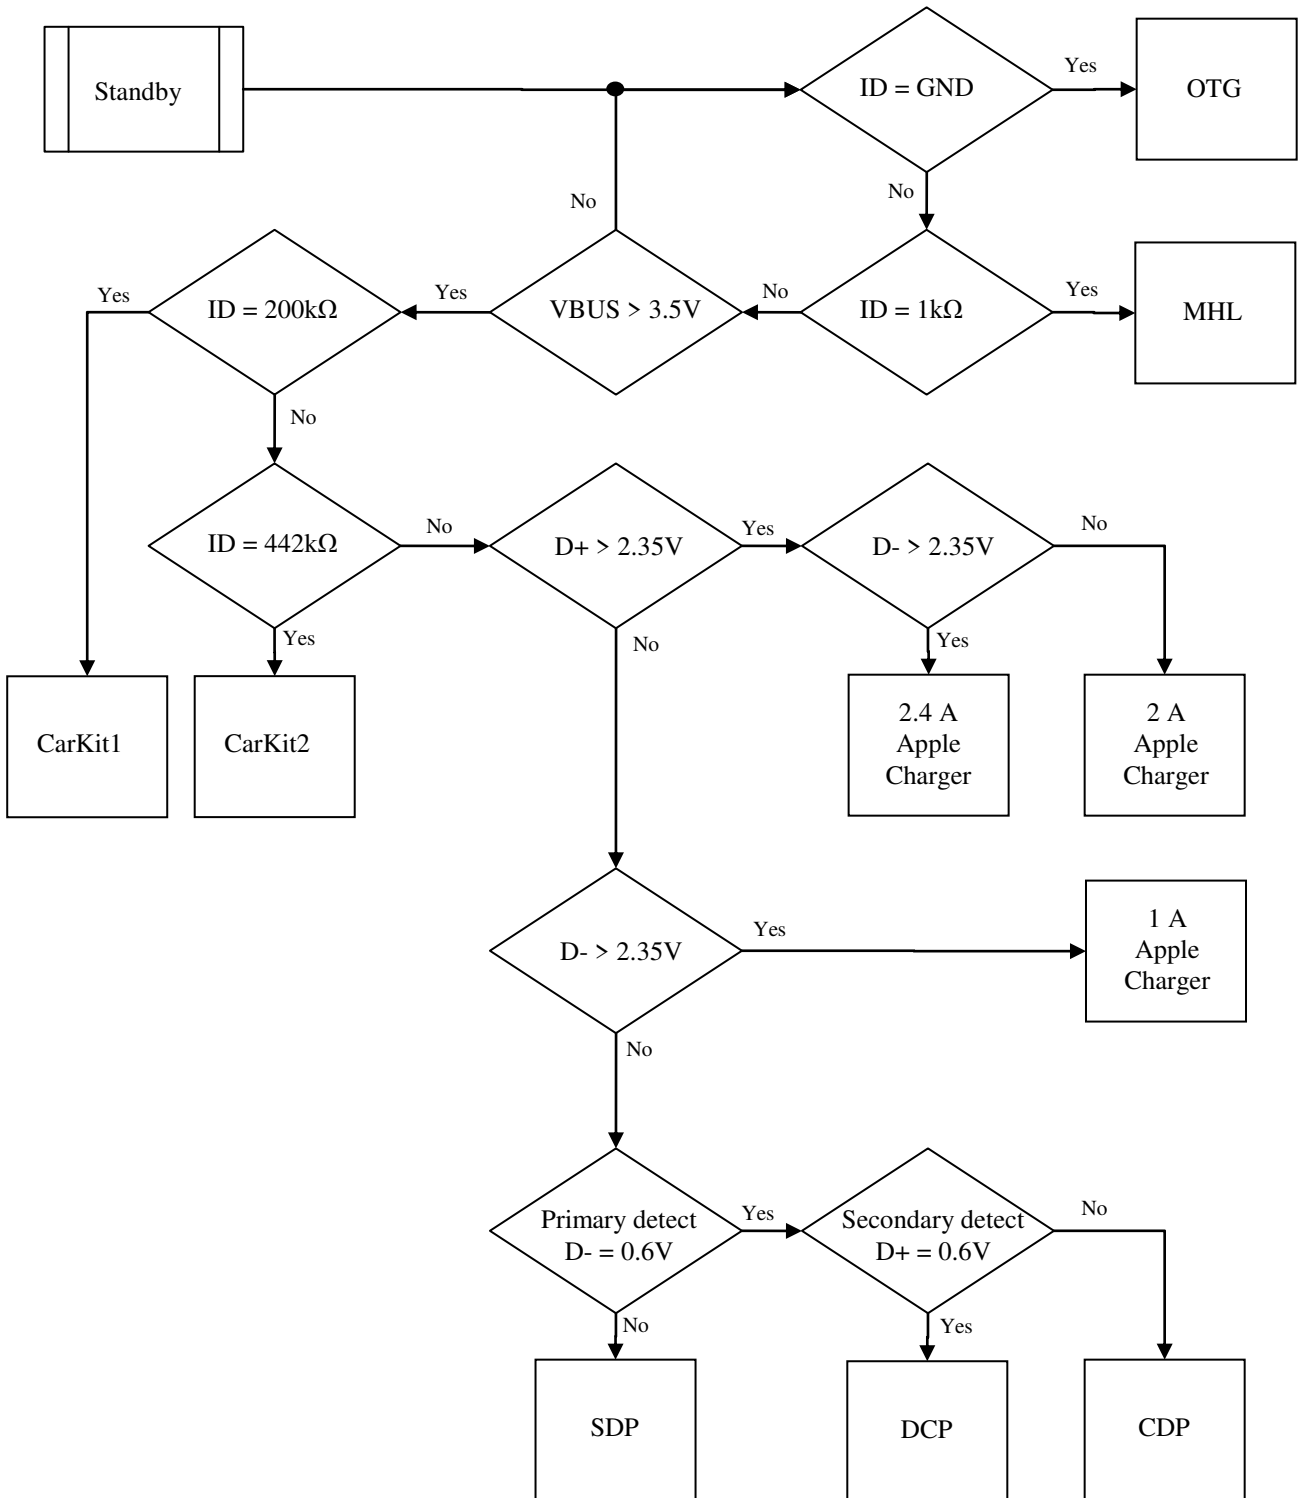 Standby
ID = GND
Yes
OTG
No
No
Yes
ID = 200kΩ
Yes
VBUS > 3.5V
No
ID = 1kΩ
Yes
MHL
No
ID = 442kΩ
No
D+ > 2.35V
Yes
D- > 2.35V
No
Yes
No
Yes
CarKit1
CarKit2
2.4 A
Apple
Charger
2 A
Apple
Charger
D- > 2.35V
Yes
1 A
Apple
Charger
No
Primary detect
D- = 0.6V
Yes
Secondary detect
D+ = 0.6V
No
No
Yes
SDP
DCP
CDP